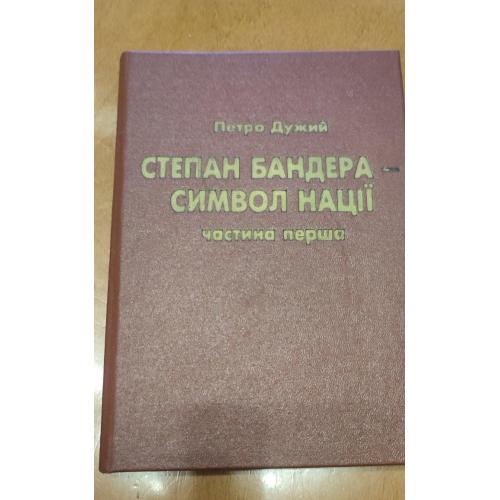 Петро Дужий
СТЕПАН БАНДЕРА –
СИМВОЛ НАЦІЇ
частина перша